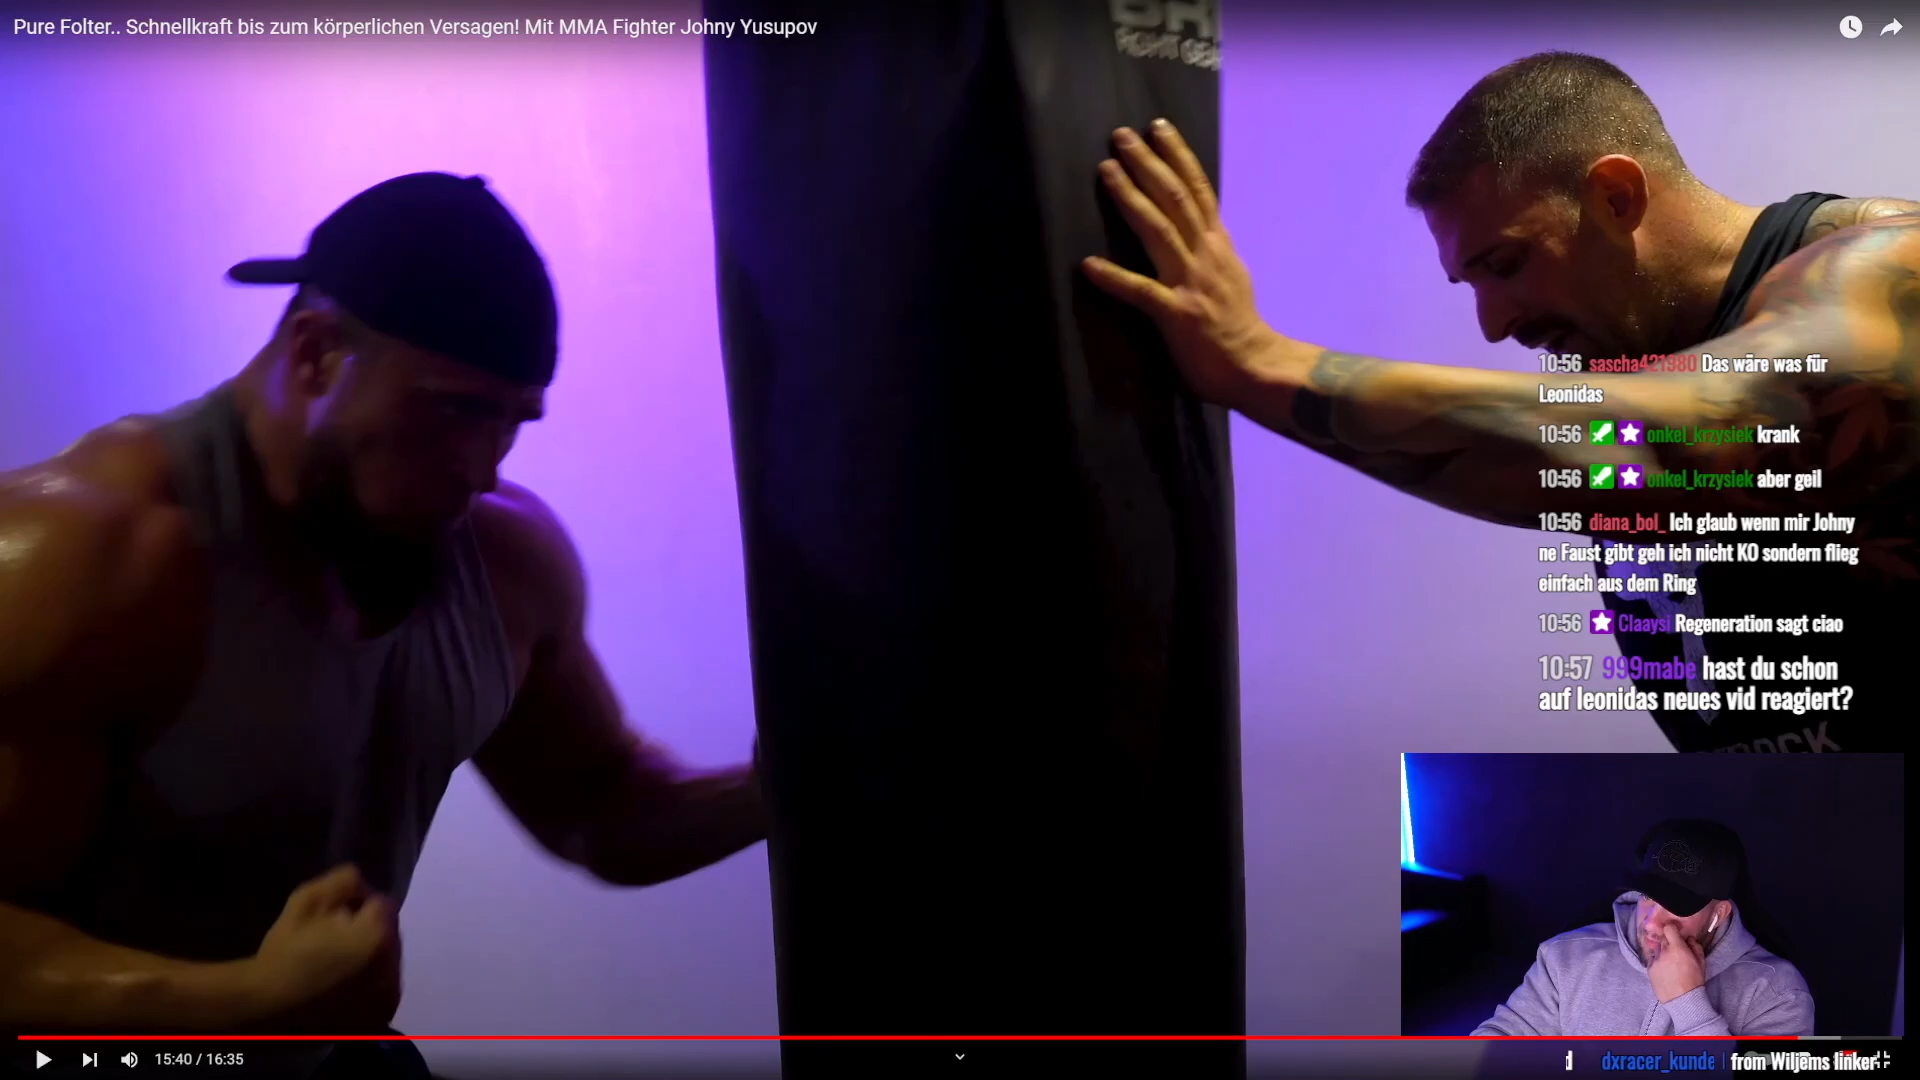 Pure Folter.. Schnellkraft bis zum körperlichen Versagen! Mit MMA Fighter Johny Yusupov
FIGHT GEAR
10:56 sascha421980 Das wäre was für
Leonidas
10:56 onkel_krzysiek krank
10:56 onkel_krzysiek aber geil
10:56 diana_bol_ Ich glaub wenn mir Johny
ne Faust gibt geh ich nicht KO sondern flieg
einfach aus dem Ring
10:56 Claaysi Regeneration sagt ciao
10:57 999mabe hast du schon
auf leonidas neues vid reagiert?
15:40 / 16:35
dxracer_kunde from Wiljems linker